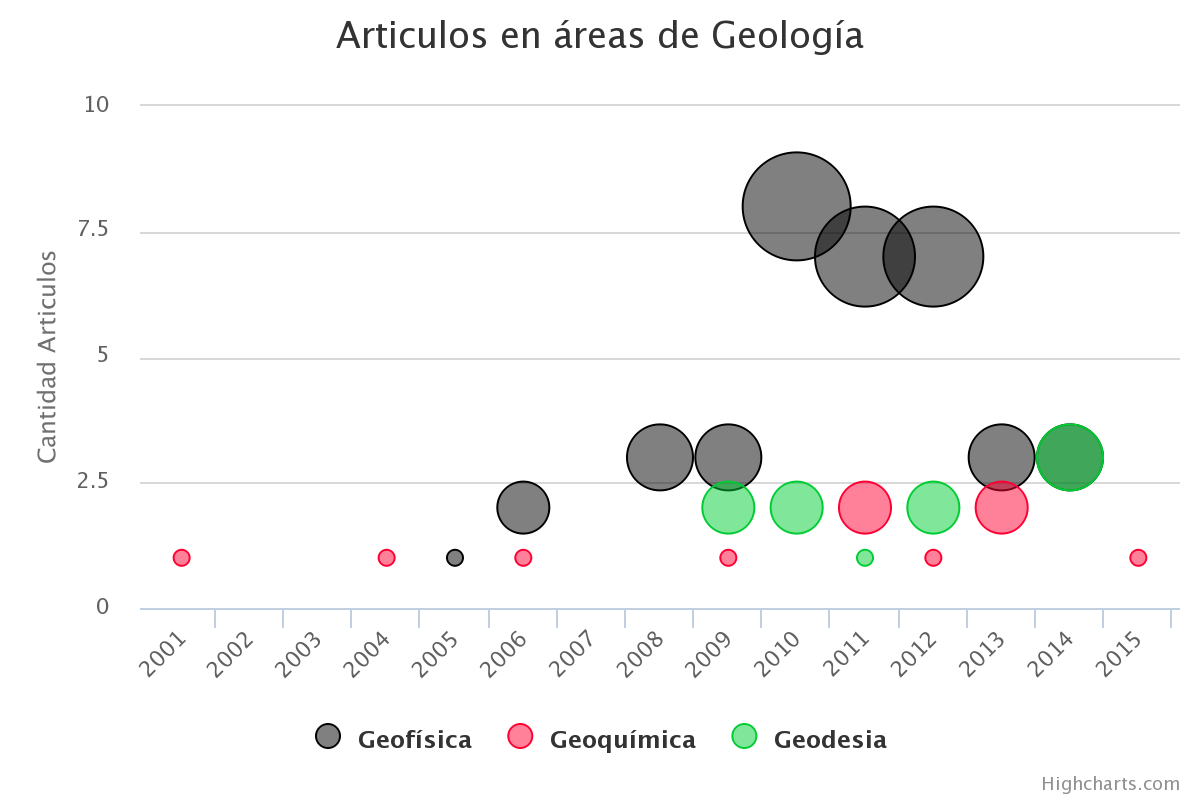 Articulos en áreas de Geología
10
7.5
5
2.5
0
Cantidad Articulos
2001 2002 2003 2004 2005 2006 2007 2008 2009 2010 2011 2012 2013 2014 2015
Geofísica Geoquímica Geodesia
Highcharts.com